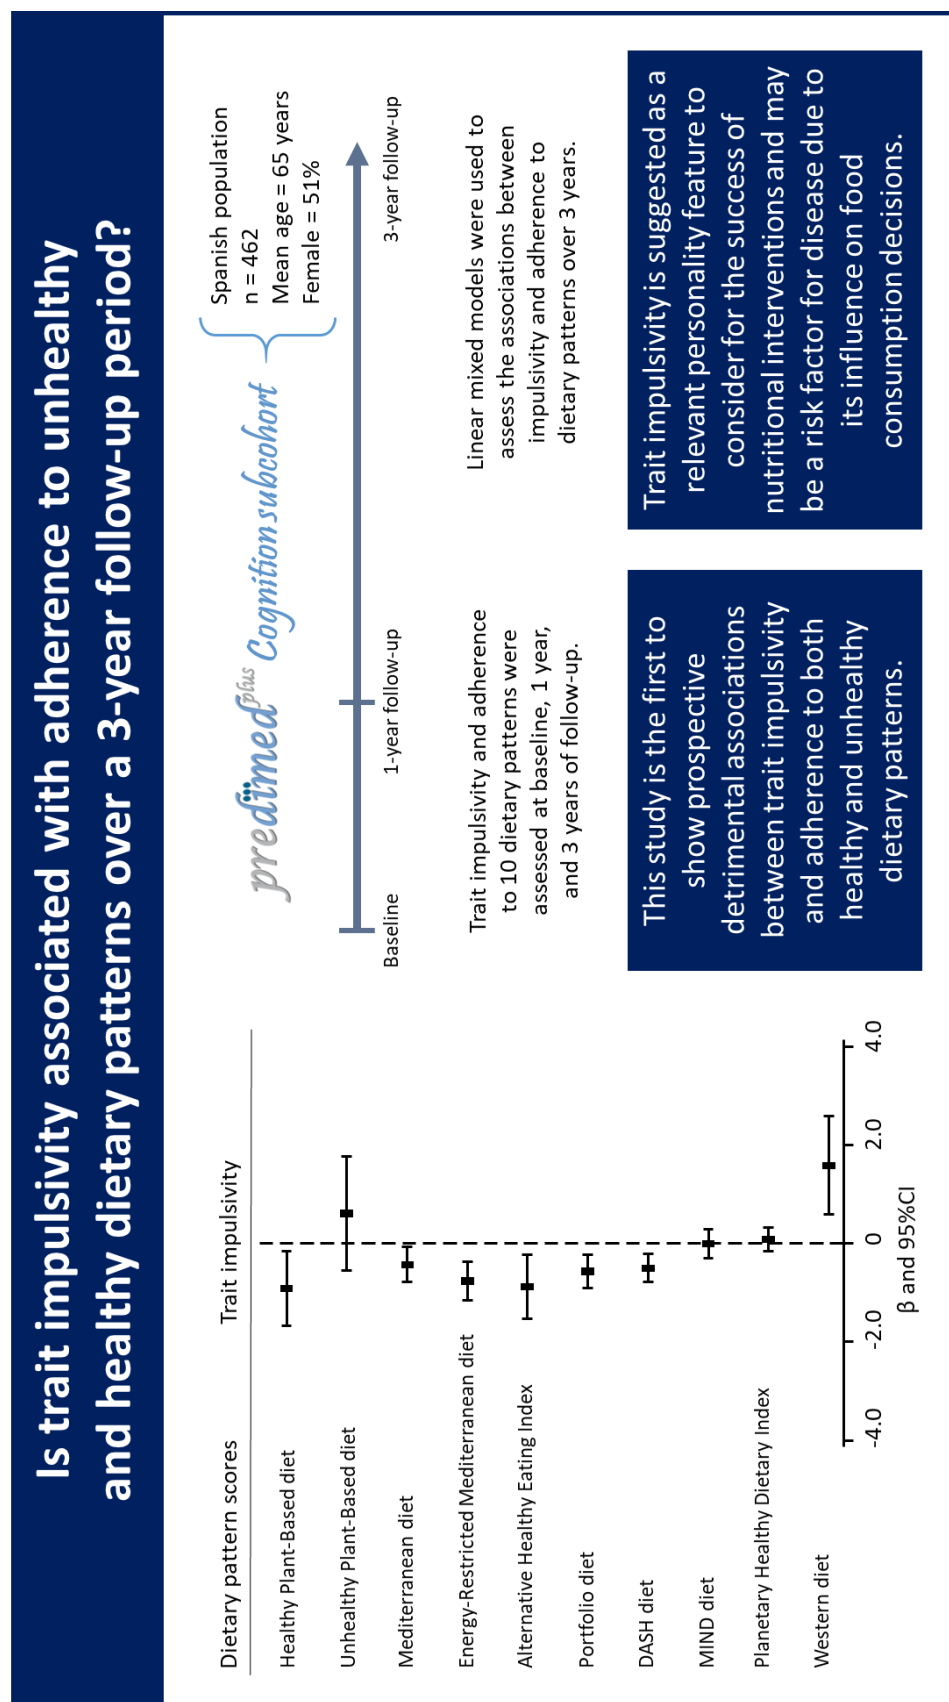 Is trait impulsivity associated with adherence to unhealthy
and healthy dietary patterns over a 3-year follow-up period?
Dietary pattern scores
Trait impulsivity
Healthy Plant-Based diet
Unhealthy Plant-Based diet
Mediterranean diet
Energy-Restricted Mediterranean diet
Alternative Healthy Eating Index
Portfolio diet
DASH diet
MIND diet
Planetary Healthy Dietary Index
Western diet
-4.0
-2.0
0
2.0
4.0
β and 95%CI
predimed plus Cognition subcohort
Spanish population
n = 462
Mean age = 65 years
Female = 51%
Baseline
1-year follow-up
3-year follow-up
Trait impulsivity and adherence
to 10 dietary patterns were
assessed at baseline, 1 year,
and 3 years of follow-up.
Linear mixed models were used to
assess the associations between
impulsivity and adherence to
dietary patterns over 3 years.
This study is the first to
show prospective
detrimental associations
between trait impulsivity
and adherence to both
healthy and unhealthy
dietary patterns.
Trait impulsivity is suggested as a
relevant personality feature to
consider for the success of
nutritional interventions and may
be a risk factor for disease due to
its influence on food
consumption decisions.